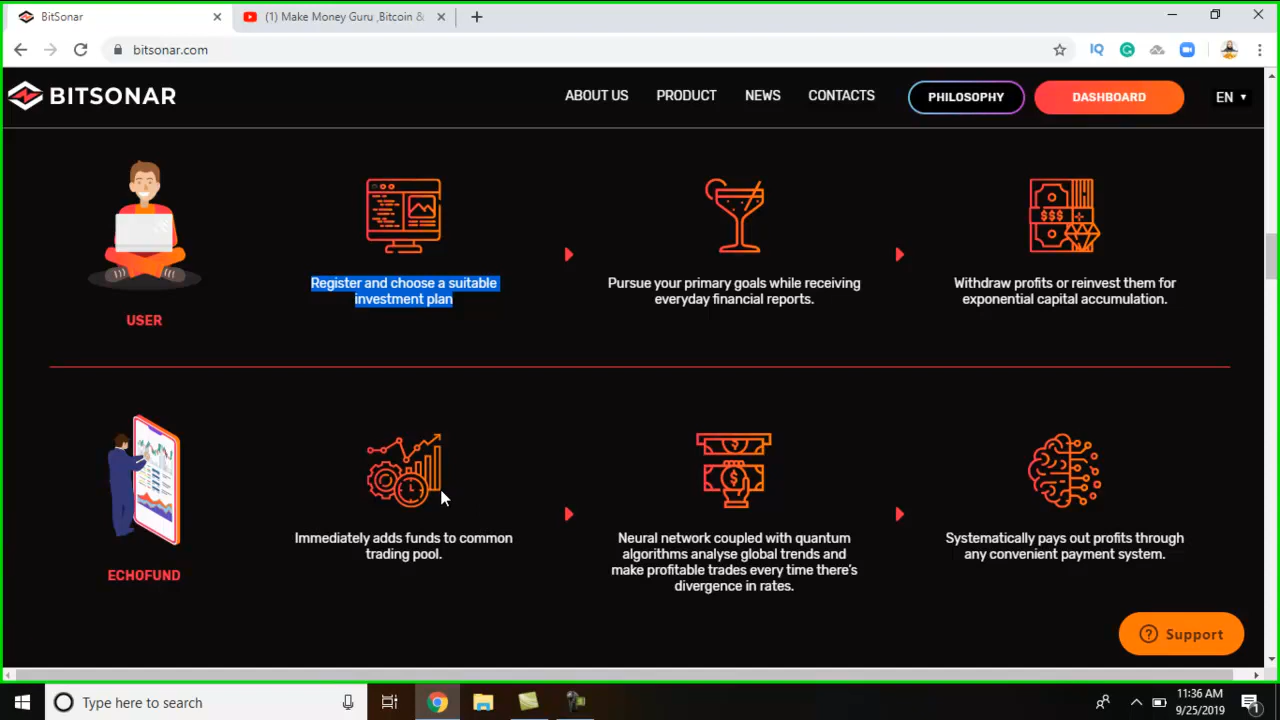 BitSonar
(1) Make Money Guru ,Bitcoin &
bitsonar.com
IQ
BITSONAR
ABOUT US
PRODUCT
NEWS
CONTACTS
PHILOSOPHY
DASHBOARD
EN
$$$
Register and choose a suitable
investment plan
Pursue your primary goals while receiving
everyday financial reports.
Withdraw profits or reinvest them for
exponential capital accumulation.
USER
$
$
Immediately adds funds to common
trading pool.
Neural network coupled with quantum
algorithms analyse global trends and
make profitable trades every time there's
divergence in rates.
Systematically pays out profits through
any convenient payment system.
ECHOFUND
Support
Type here to search
11:36 AM
9/25/2019
1